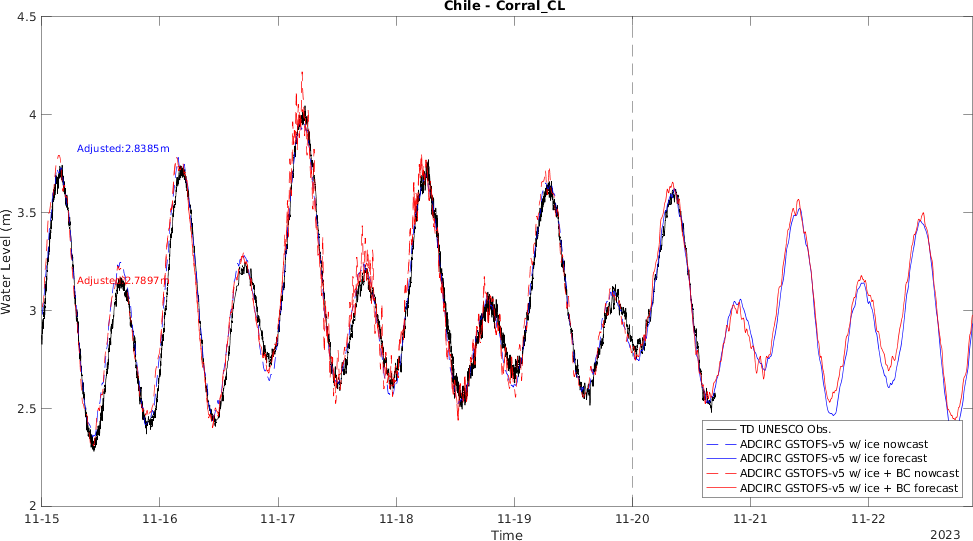 Chile - Corral_CL
4.5
4
3.5
3
2.5
2
Water Level (m)
Adjusted:2.8385m
Adjusted:2.7897m
TD UNESCO Obs.
ADCIRC GSTOFS-v5 w/ ice nowcast
ADCIRC GSTOFS-v5 w/ ice forecast
ADCIRC GSTOFS-v5 w/ ice + BC nowcast
ADCIRC GSTOFS-v5 w/ ice + BC forecast
11-15 11-16 11-17 11-18 11-19 11-20 11-21 11-22
Time
2023